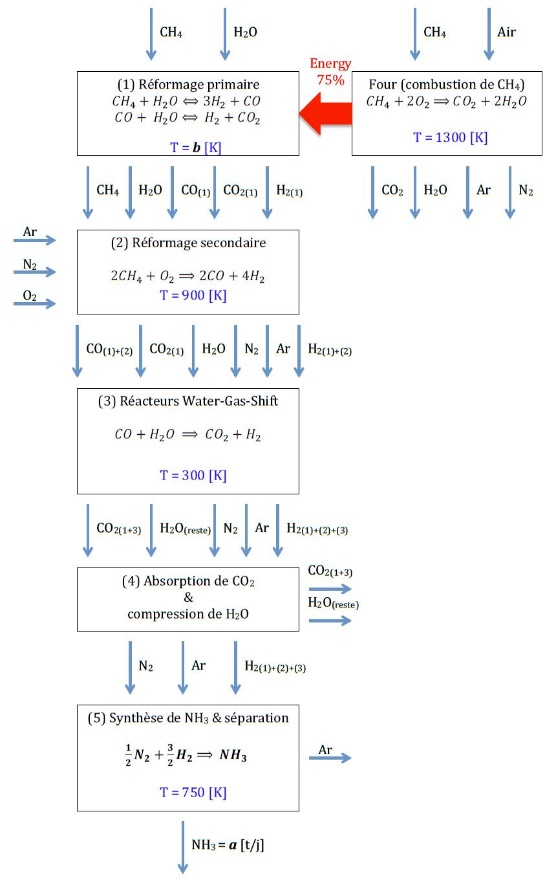 CH₄
H₂O
CH₄
Air
Energy
75%
(1) Réformage primaire
CH₄ + H₂O ⇔ 3H₂ + CO
CO + H₂O ⇔ H₂ + CO₂
T = b [K]
Four (combustion de CH₄)
CH₄ + 2O₂ ⟹ CO₂ + 2H₂O
T = 1300 [K]
CH₄
H₂O
CO₍₁₎
CO₂₍₁₎
H₂₍₁₎
CO₂
H₂O
Ar
N₂
Ar
N₂
O₂
(2) Réformage secondaire
2CH₄ + O₂ ⟹ 2CO + 4H₂
T = 900 [K]
CO₍₁₎₊₍₂₎
CO₂₍₁₎
H₂O
N₂
Ar
H₂₍₁₎₊₍₂₎
(3) Réacteurs Water-Gas-Shift
CO + H₂O ⟹ CO₂ + H₂
T = 300 [K]
CO₂₍₁₊₃₎
H₂O(reste)
N₂
Ar
H₂₍₁₎₊₍₂₎₊₍₃₎
(4) Absorption de CO₂
&
compression de H₂O
CO₂₍₁₊₃₎
H₂O(reste)
N₂
Ar
H₂₍₁₎₊₍₂₎₊₍₃₎
(5) Synthèse de NH₃ & séparation
½N₂ + 3/2 H₂ ⟹ NH₃
T = 750 [K]
Ar
NH₃ = a [t/j]